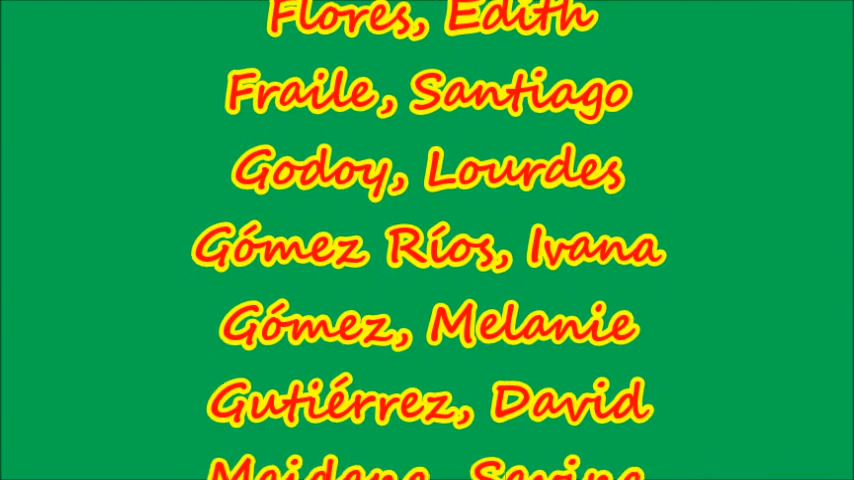 Flores, Edith
Fraile, Santiago
Godoy, Lourdes
Gómez Ríos, Ivana
Gómez, Melanie
Gutiérrez, David